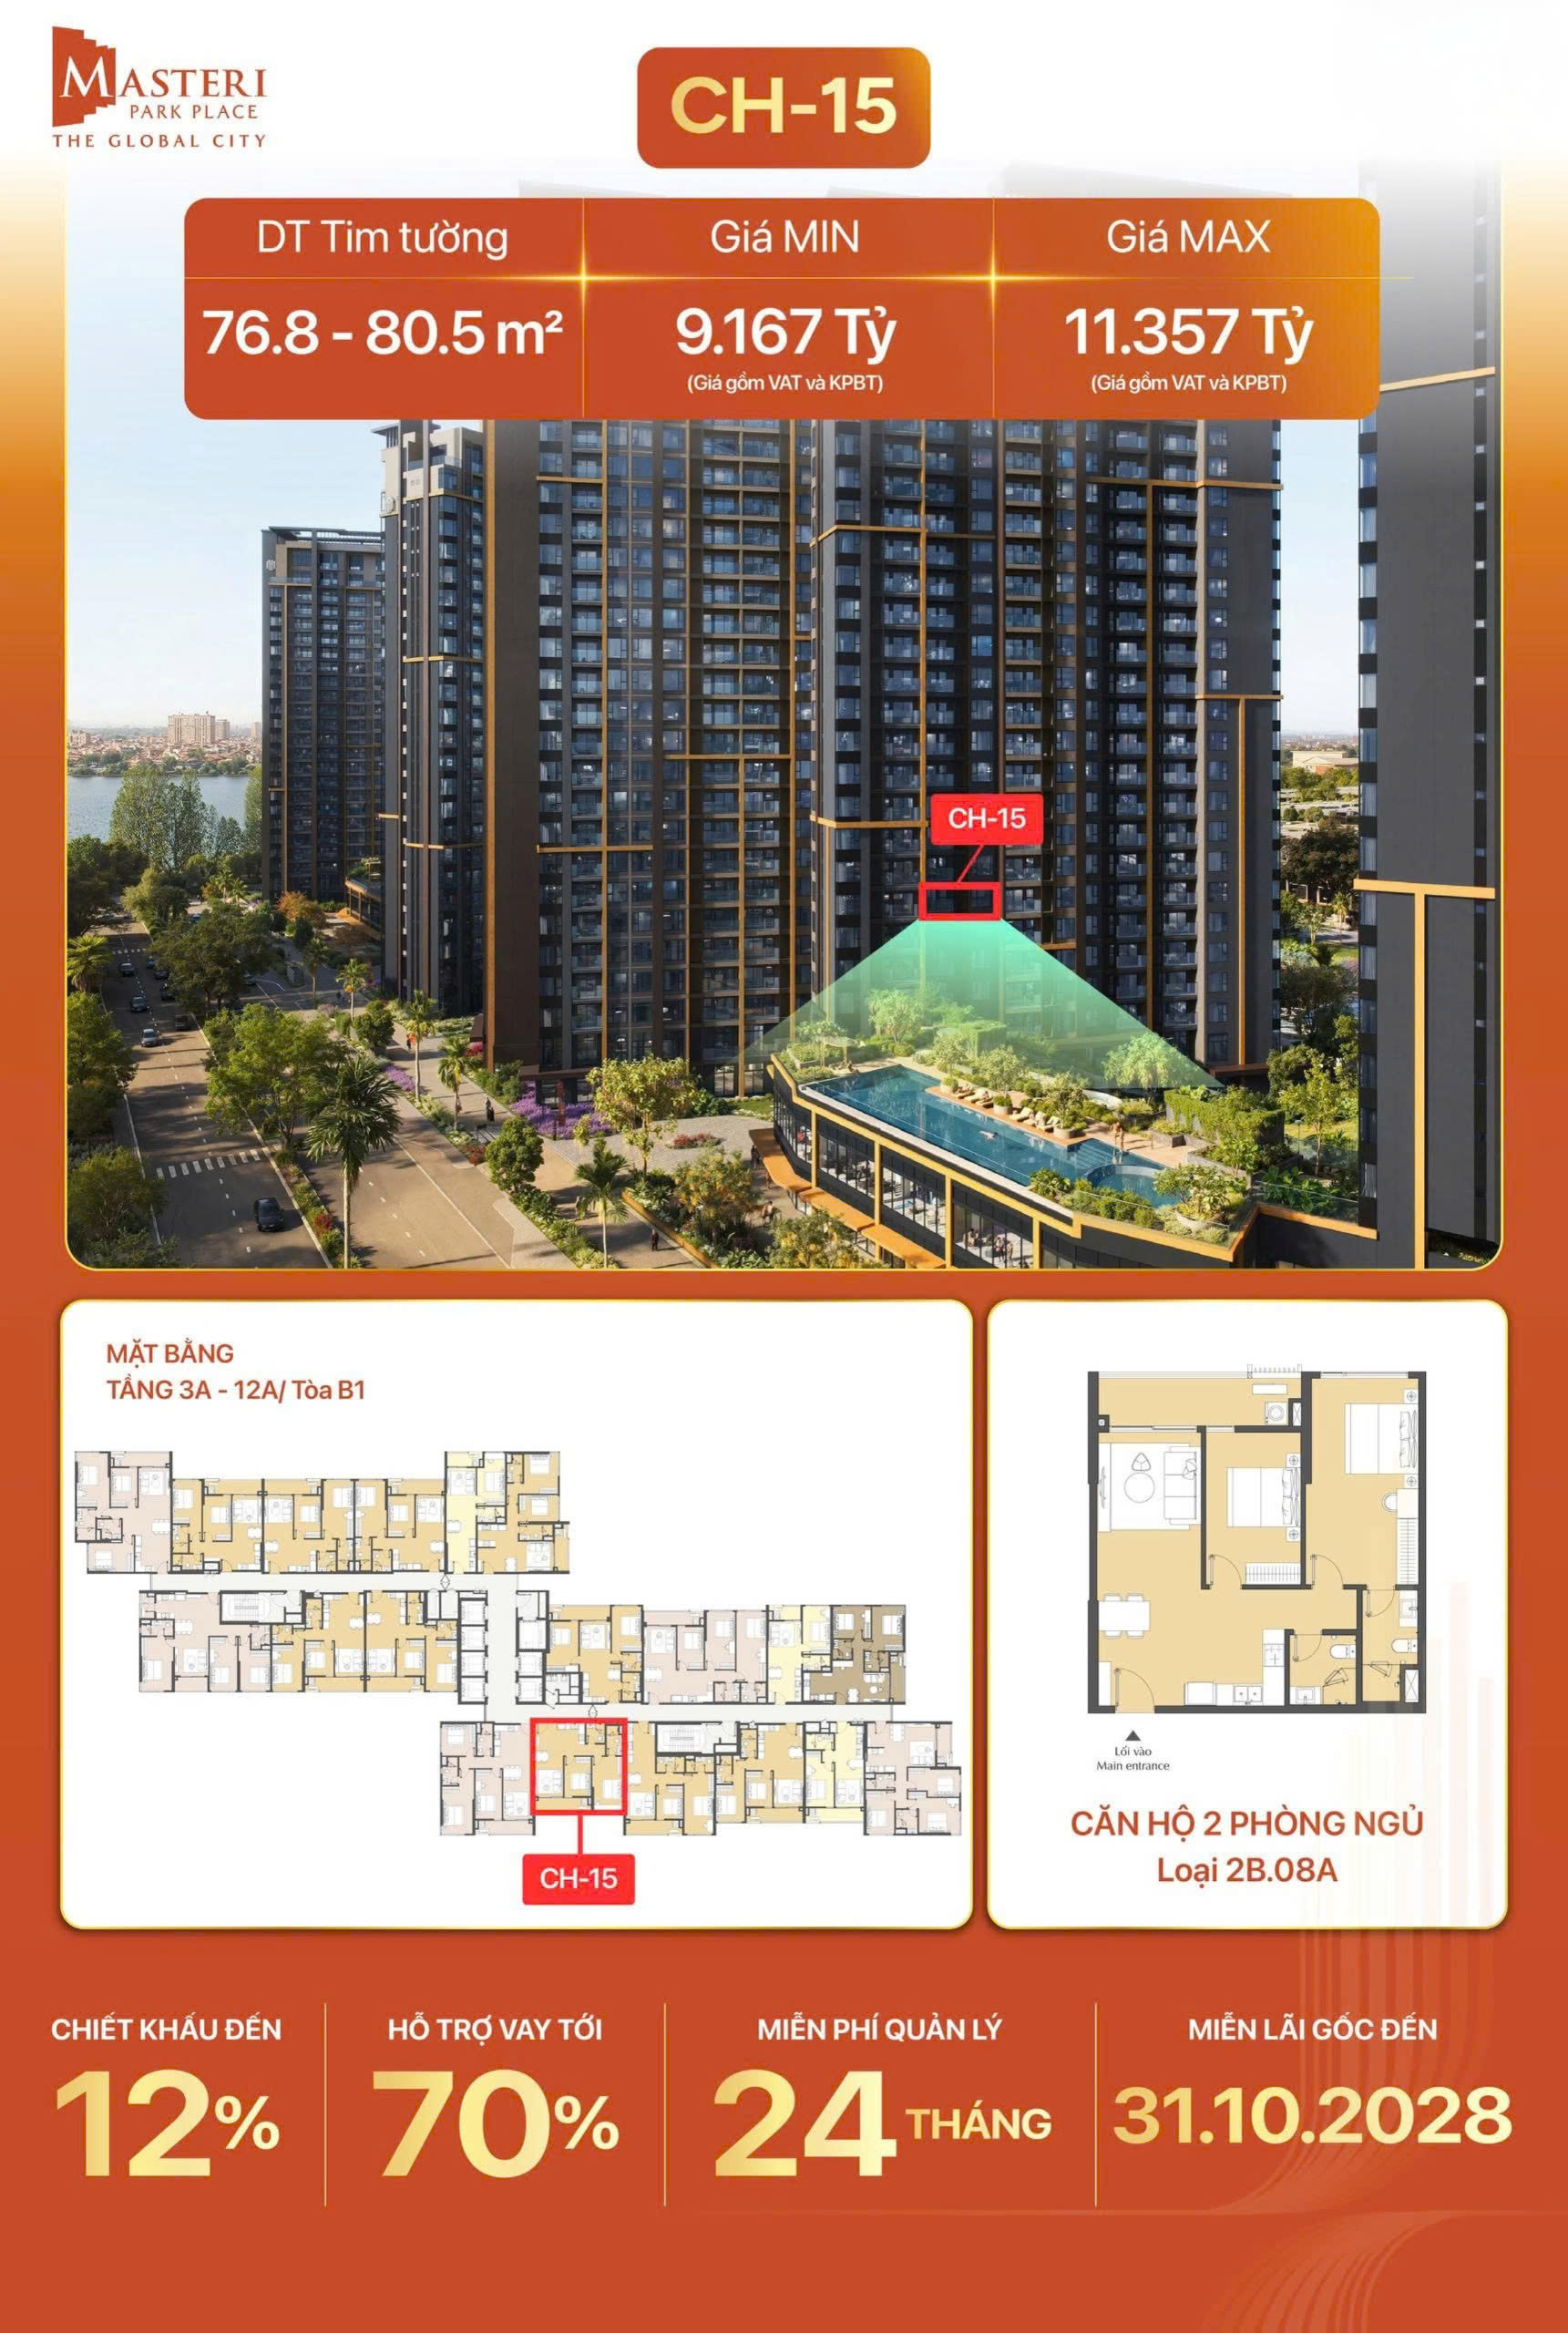 MASTERI
PARK PLACE
THE GLOBAL CITY
CH-15
DT Tim tường
Giá MIN
Giá MAX
76.8 - 80.5 m²
9.167 Tỷ
11.357 Tỷ
(Giá gồm VAT và KPBT)
(Giá gồm VAT và KPBT)
CH-15
MẶT BẰNG
TẦNG 3A - 12A/ Tòa B1
CH-15
Lối vào
Main entrance
CĂN HỘ 2 PHÒNG NGỦ
Loại 2B.08A
CHIẾT KHẤU ĐẾN
12%
HỖ TRỢ VAY TỚI
70%
MIỄN PHÍ QUẢN LÝ
24 THÁNG
MIỄN LÃI GỐC ĐẾN
31.10.2028